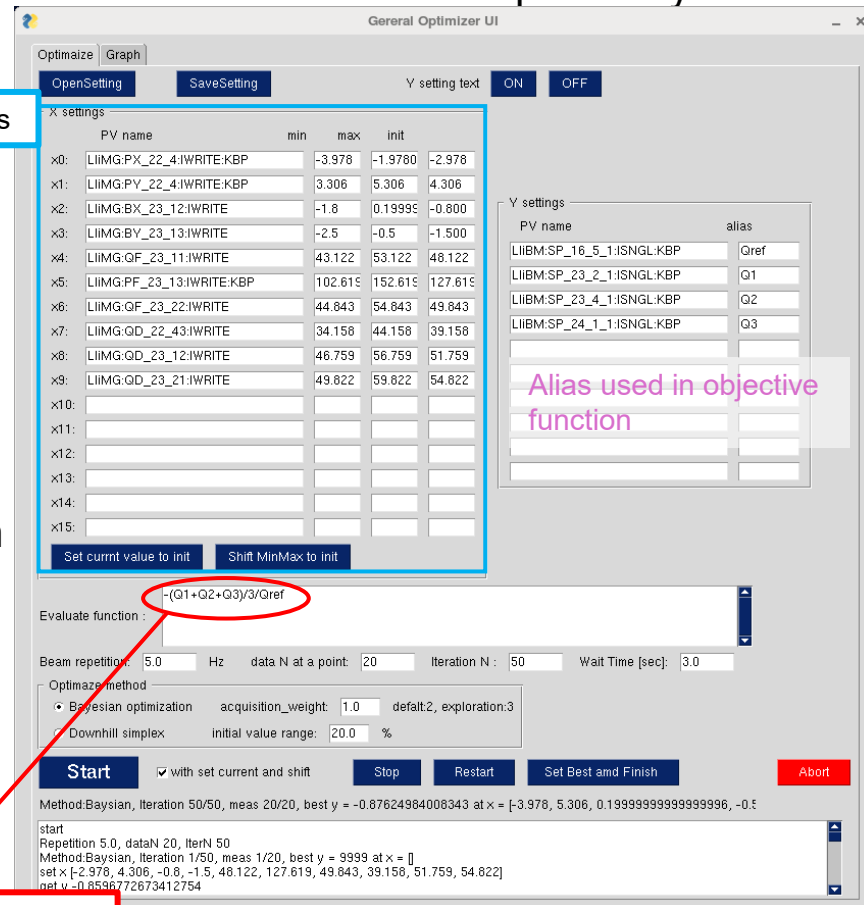 Gereral Optimizer UI
Optimaize Graph
OpenSetting SaveSetting Y setting text ON OFF
s
X settings
PV name min max init
x0: LIiMG:PX_22_4:IWRITE:KBP -3.978 -1.9780 -2.978
x1: LIiMG:PY_22_4:IWRITE:KBP 3.306 5.306 4.306
x2: LIiMG:BX_23_12:IWRITE -1.8 0.19999 -0.800
x3: LIiMG:BY_23_13:IWRITE -2.5 -0.5 -1.500
x4: LIiMG:QF_23_11:IWRITE 43.122 53.122 48.122
x5: LIiMG:PF_23_13:IWRITE:KBP 102.619 152.619 127.619
x6: LIiMG:QF_23_22:IWRITE 44.843 54.843 49.843
x7: LIiMG:QD_22_43:IWRITE 34.158 44.158 39.158
x8: LIiMG:QD_23_12:IWRITE 46.759 56.759 51.759
x9: LIiMG:QD_23_21:IWRITE 49.822 59.822 54.822
x10:
x11:
x12:
x13:
x14:
x15:
Set currnt value to init Shift MinMax to init
Y settings
PV name alias
LIiBM:SP_16_5_1:ISNGL:KBP Qref
LIiBM:SP_23_2_1:ISNGL:KBP Q1
LIiBM:SP_23_4_1:ISNGL:KBP Q2
LIiBM:SP_24_1_1:ISNGL:KBP Q3
Alias used in objective
function
-(Q1+Q2+Q3)/3/Qref
Evaluate function :
Beam repetition: 5.0 Hz data N at a point: 20 Iteration N : 50 Wait Time [sec]: 3.0
Optimaze method
Bayesian optimization acquisition_weight: 1.0 defalt:2, exploration:3
Downhill simplex initial value range: 20.0 %
Start with set current and shift Stop Restart Set Best amd Finish Abort
Method:Baysian, Iteration 50/50, meas 20/20, best y = -0.87624984008343 at x = [-3.978, 5.306, 0.19999999999999996, -0.5
start
Repetition 5.0, dataN 20, IterN 50
Method:Baysian, Iteration 1/50, meas 1/20, best y = 9999 at x = []
set x [-2.978, 4.306, -0.8, -1.5, 48.122, 127.619, 49.843, 39.158, 51.759, 54.822]
get y -0.8596772673412754